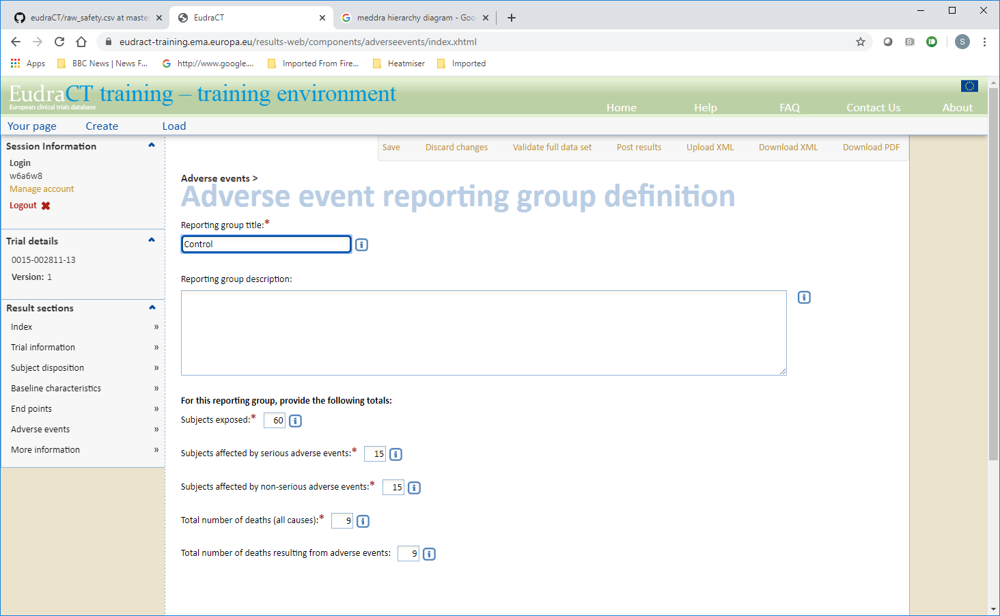 eudraCT/raw_safety.csv at master
EudraCT
meddra hierarchy diagram - Goo
eudract-training.ema.europa.eu/results-web/components/adverseevents/index.xhtml
S
Apps
BBC News | News F...
http://www.google....
Imported From Fire...
Heatmiser
Imported
EudraCT training – training environment
European clinical trials database
Home
Help
FAQ
Contact Us
About
Your page
Create
Load
Session Information
Login
w6a6w8
Manage account
Logout
Trial details
0015-002811-13
Version: 1
Result sections
Index »
Trial information »
Subject disposition »
Baseline characteristics »
End points »
Adverse events »
More information »
Save
Discard changes
Validate full data set
Post results
Upload XML
Download XML
Download PDF
Adverse events >
Adverse event reporting group definition
Reporting group title:*
Control
Reporting group description:
For this reporting group, provide the following totals:
Subjects exposed:* 60
Subjects affected by serious adverse events:* 15
Subjects affected by non-serious adverse events:* 15
Total number of deaths (all causes):* 9
Total number of deaths resulting from adverse events: 9